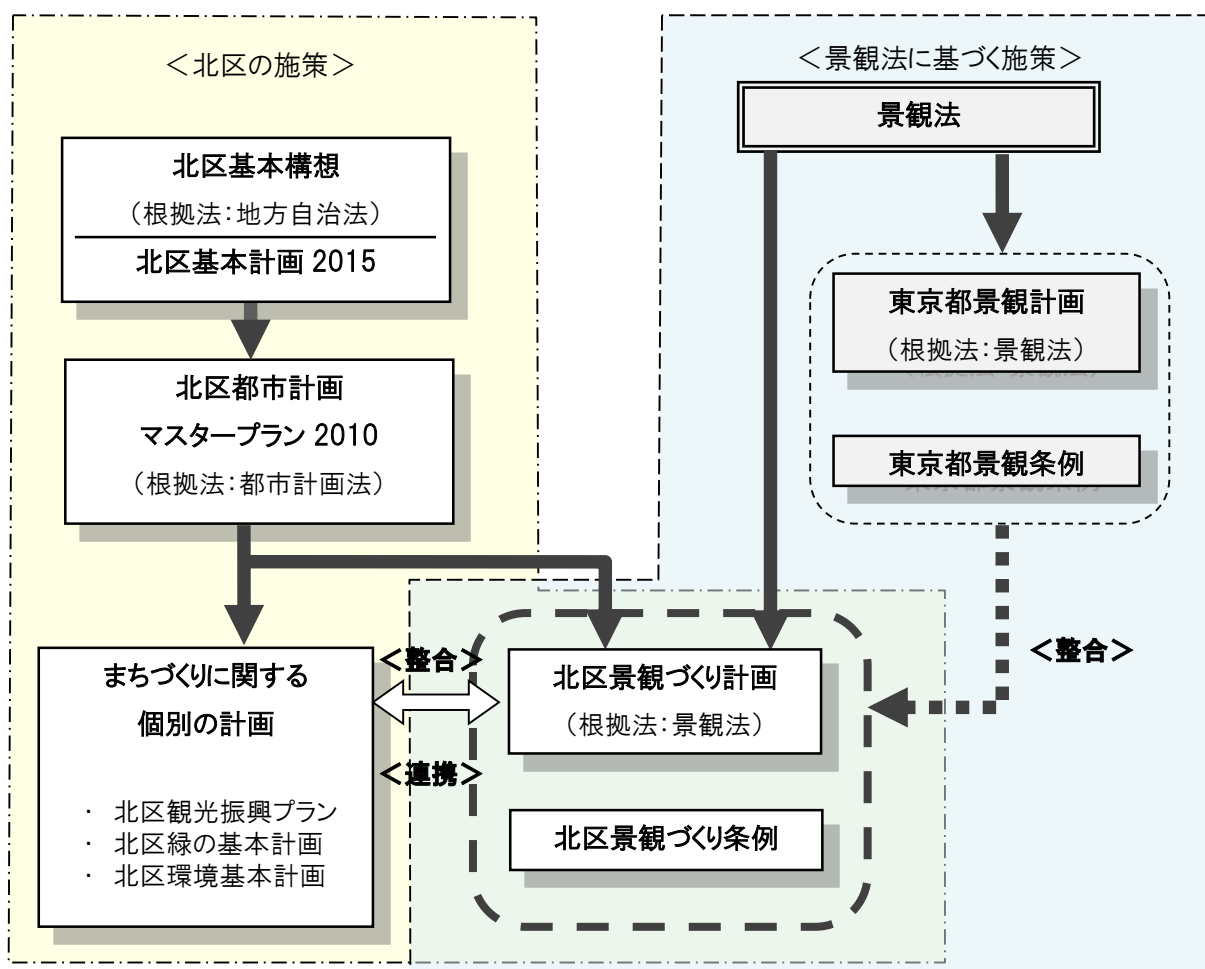 ＜北区の施策＞
北区基本構想
（根拠法：地方自治法）
北区基本計画 2015
北区都市計画
マスタープラン 2010
（根拠法：都市計画法）
まちづくりに関する
個別の計画
・ 北区観光振興プラン
・ 北区緑の基本計画
・ 北区環境基本計画
＜整合＞
＜連携＞
＜景観法に基づく施策＞
景観法
東京都景観計画
（根拠法：景観法）
東京都景観条例
＜整合＞
北区景観づくり計画
（根拠法：景観法）
北区景観づくり条例